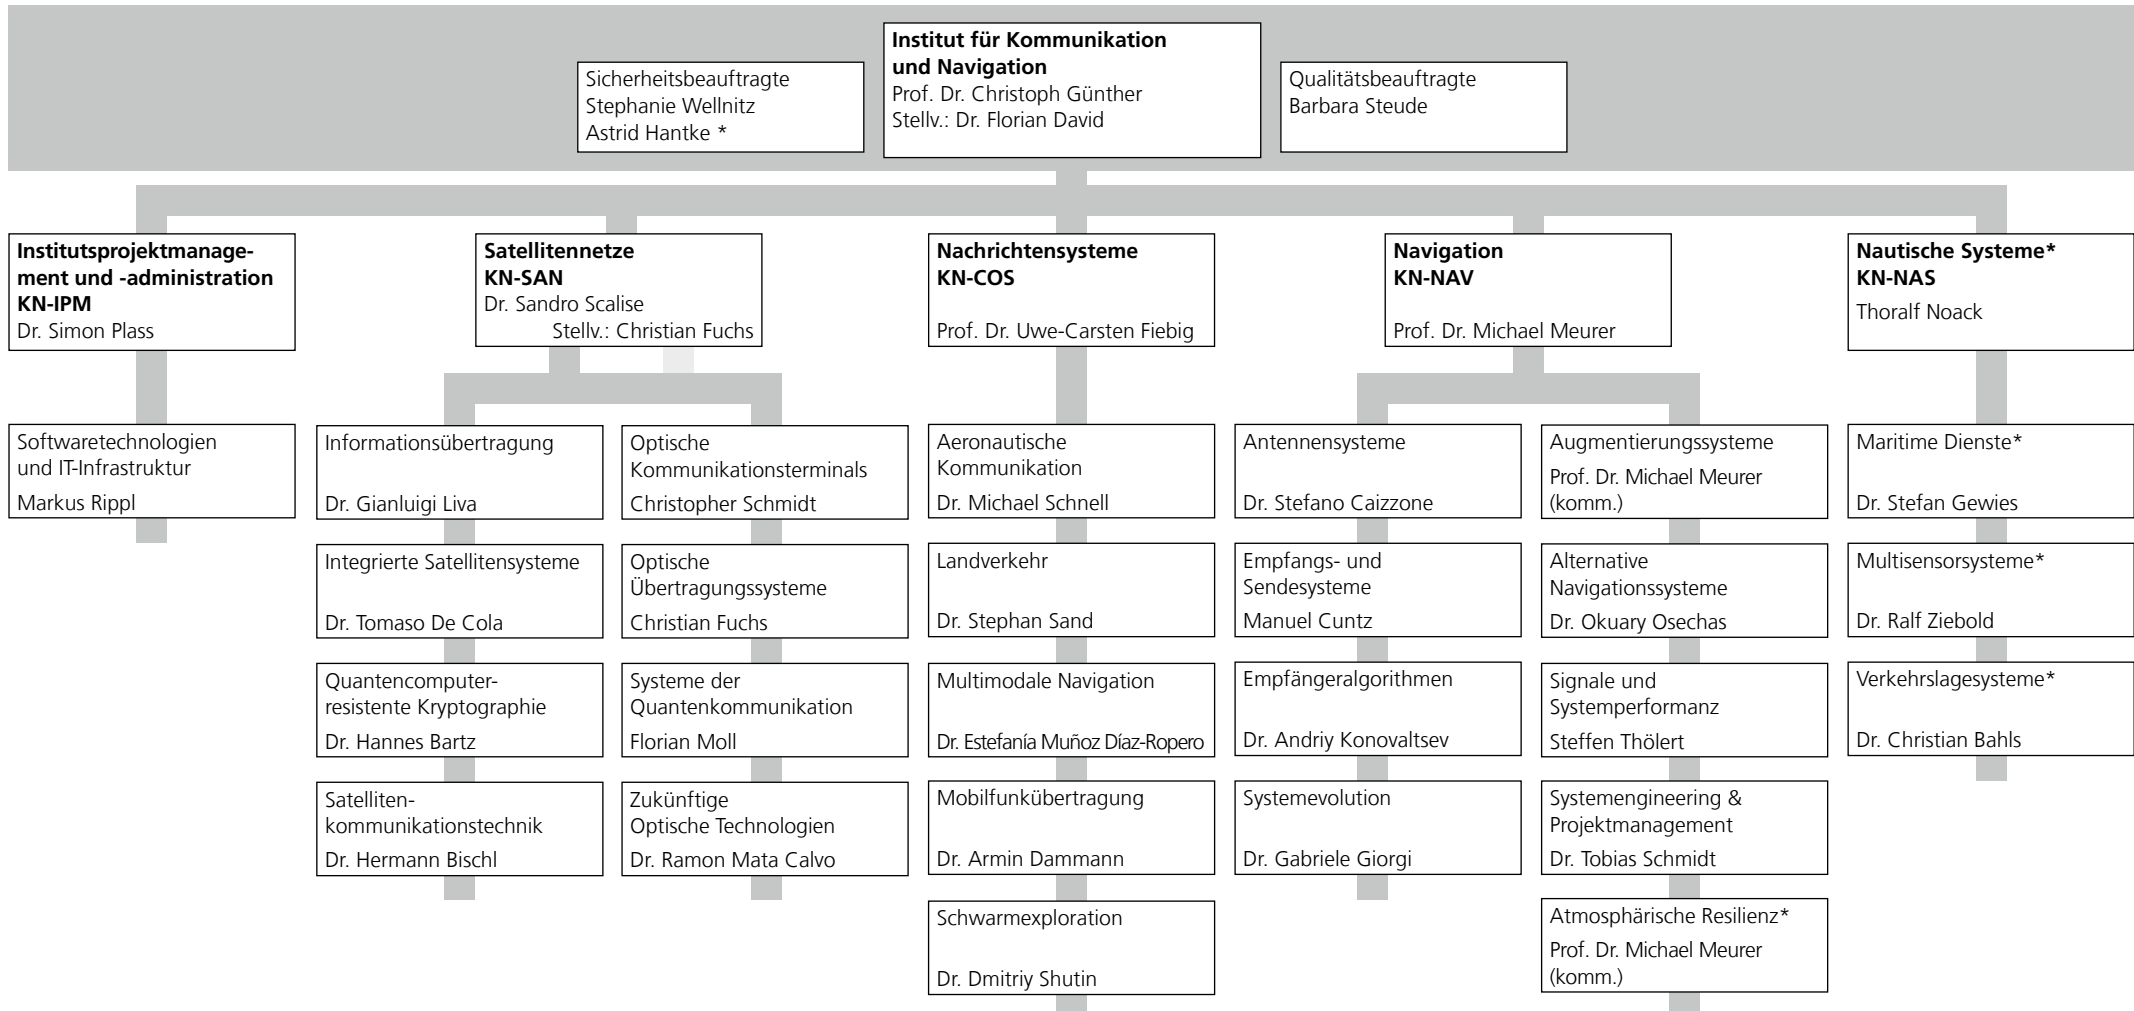 Institut für Kommunikation
und Navigation
Prof. Dr. Christoph Günther
Stellv.: Dr. Florian David
Sicherheitsbeauftragte
Stephanie Wellnitz
Astrid Hantke *
Qualitätsbeauftragte
Barbara Steude
Institutsprojektmanage-
ment und -administration
KN-IPM
Dr. Simon Plass
Softwaretechnologien
und IT-Infrastruktur
Markus Rippl
Satellitennetze
KN-SAN
Dr. Sandro Scalise
Stellv.: Christian Fuchs
Informationsübertragung
Dr. Gianluigi Liva
Integrierte Satellitensysteme
Dr. Tomaso De Cola
Quantencomputer-
resistente Kryptographie
Dr. Hannes Bartz
Satelliten-
kommunikationstechnik
Dr. Hermann Bischl
Optische
Kommunikationsterminals
Christopher Schmidt
Optische
Übertragungssysteme
Christian Fuchs
Systeme der
Quantenkommunikation
Florian Moll
Zukünftige
Optische Technologien
Dr. Ramon Mata Calvo
Nachrichtensysteme
KN-COS
Prof. Dr. Uwe-Carsten Fiebig
Aeronautische
Kommunikation
Dr. Michael Schnell
Landverkehr
Dr. Stephan Sand
Multimodale Navigation
Dr. Estefanía Muñoz Díaz-Ropero
Mobilfunkübertragung
Dr. Armin Dammann
Schwarmexploration
Dr. Dmitriy Shutin
Navigation
KN-NAV
Prof. Dr. Michael Meurer
Antennensysteme
Dr. Stefano Caizzone
Empfangs- und
Sendesysteme
Manuel Cuntz
Empfängeralgorithmen
Dr. Andriy Konovaltsev
Systemevolution
Dr. Gabriele Giorgi
Augmentierungssysteme
Prof. Dr. Michael Meurer
(komm.)
Alternative
Navigationssysteme
Dr. Okuary Osechas
Signale und
Systemperformanz
Steffen Thölert
Systemengineering &
Projektmanagement
Dr. Tobias Schmidt
Atmosphärische Resilienz*
Prof. Dr. Michael Meurer
(komm.)
Nautische Systeme*
KN-NAS
Thoralf Noack
Maritime Dienste*
Dr. Stefan Gewies
Multisensorsysteme*
Dr. Ralf Ziebold
Verkehrslagesysteme*
Dr. Christian Bahls